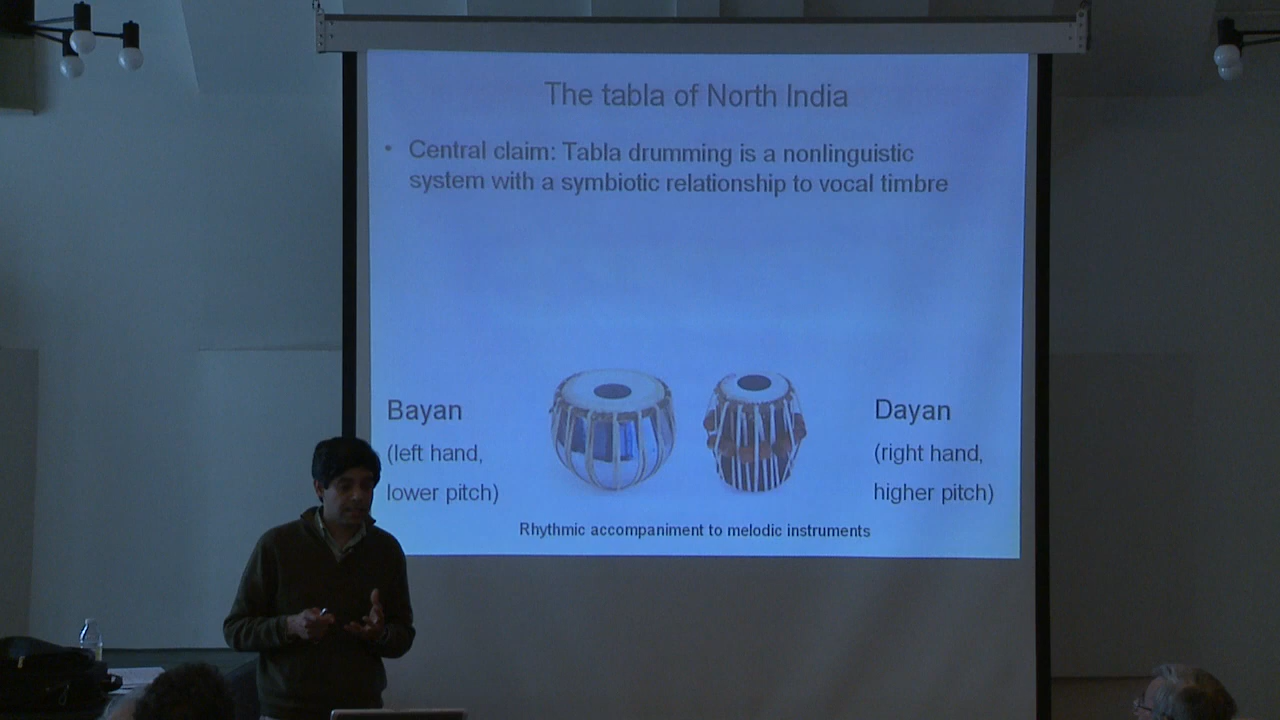 The tabla of North India
• Central claim: Tabla drumming is a nonlinguistic
system with a symbiotic relationship to vocal timbre
Bayan
(left hand,
lower pitch)
Dayan
(right hand,
higher pitch)
Rhythmic accompaniment to melodic instruments